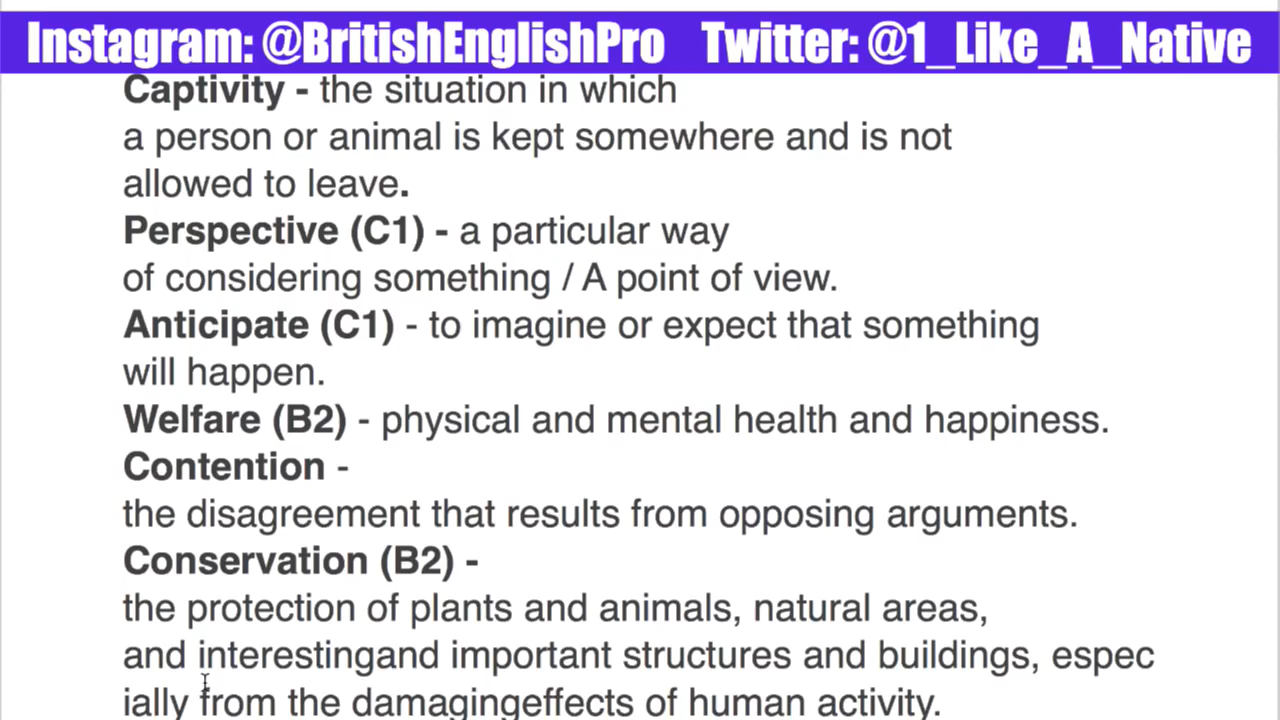 Instagram: @BritishEnglishPro Twitter: @1_Like_A_Native
Captivity - the situation in which
a person or animal is kept somewhere and is not
allowed to leave.
Perspective (C1) - a particular way
of considering something / A point of view.
Anticipate (C1) - to imagine or expect that something
will happen.
Welfare (B2) - physical and mental health and happiness.
Contention -
the disagreement that results from opposing arguments.
Conservation (B2) -
the protection of plants and animals, natural areas,
and interestingand important structures and buildings, espec
ially from the damagingeffects of human activity.